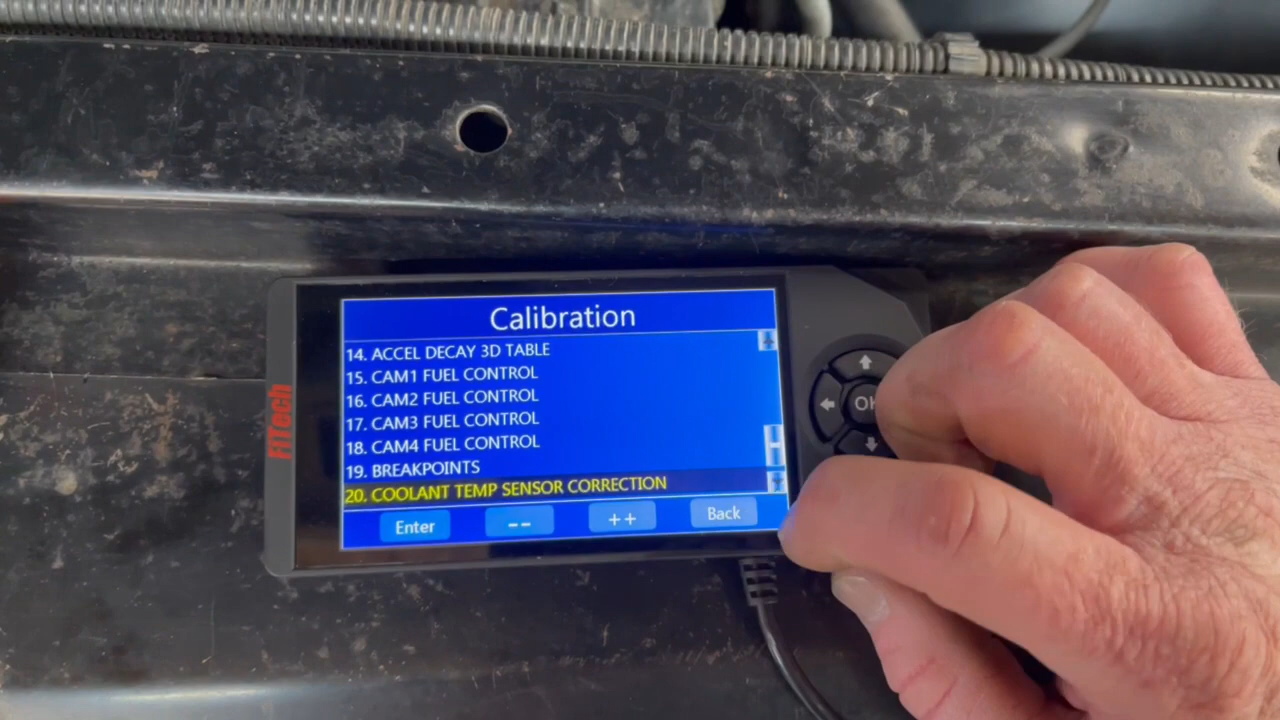 Calibration
14. ACCEL DECAY 3D TABLE
15. CAM1 FUEL CONTROL
16. CAM2 FUEL CONTROL
17. CAM3 FUEL CONTROL
18. CAM4 FUEL CONTROL
19. BREAKPOINTS
20. COOLANT TEMP SENSOR CORRECTION
Enter -- ++ Back
FiTech
OK